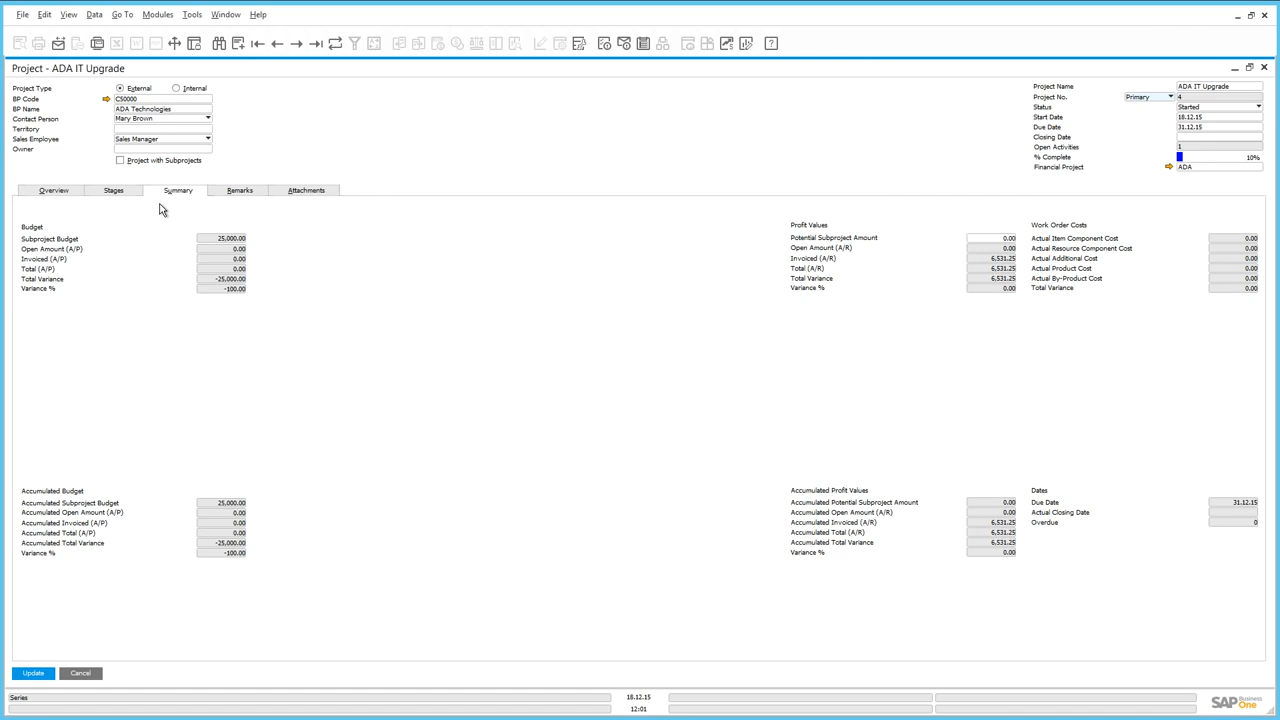 File Edit View Data Go To Modules Tools Window Help
Project - ADA IT Upgrade
Project Type External Internal
BP Code C50000
BP Name ADA Technologies
Contact Person Mary Brown
Territory
Sales Employee Sales Manager
Owner
Project with Subprojects
Project Name ADA IT Upgrade
Project No. Primary 4
Status Started
Start Date 18.12.15
Due Date 31.12.15
Closing Date
Open Activities 1
% Complete 10%
Financial Project ADA
Overview Stages Summary Remarks Attachments
Budget
Subproject Budget 25,000.00
Open Amount (A/P) 0.00
Invoiced (A/P) 0.00
Total (A/P) 0.00
Total Variance -25,000.00
Variance % -100.00
Profit Values
Potential Subproject Amount 0.00
Open Amount (A/R) 0.00
Invoiced (A/R) 6,531.25
Total (A/R) 6,531.25
Total Variance 6,531.25
Variance % 0.00
Work Order Costs
Actual Item Component Cost 0.00
Actual Resource Component Cost 0.00
Actual Additional Cost 0.00
Actual Product Cost 0.00
Actual By-Product Cost 0.00
Total Variance 0.00
Accumulated Budget
Accumulated Subproject Budget 25,000.00
Accumulated Open Amount (A/P) 0.00
Accumulated Invoiced (A/P) 0.00
Accumulated Total (A/P) 0.00
Accumulated Total Variance -25,000.00
Variance % -100.00
Accumulated Profit Values
Accumulated Potential Subproject Amount 0.00
Accumulated Open Amount (A/R) 0.00
Accumulated Invoiced (A/R) 6,531.25
Accumulated Total (A/R) 6,531.25
Accumulated Total Variance 6,531.25
Variance % 0.00
Dates
Due Date 31.12.15
Actual Closing Date
Overdue 0
Update Cancel
Series 18.12.15
12:01
SAP Business One